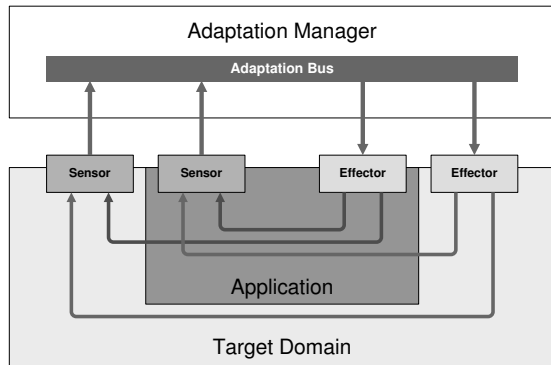 Adaptation Manager
Adaptation Bus
Sensor
Sensor
Effector
Effector
Application
Target Domain